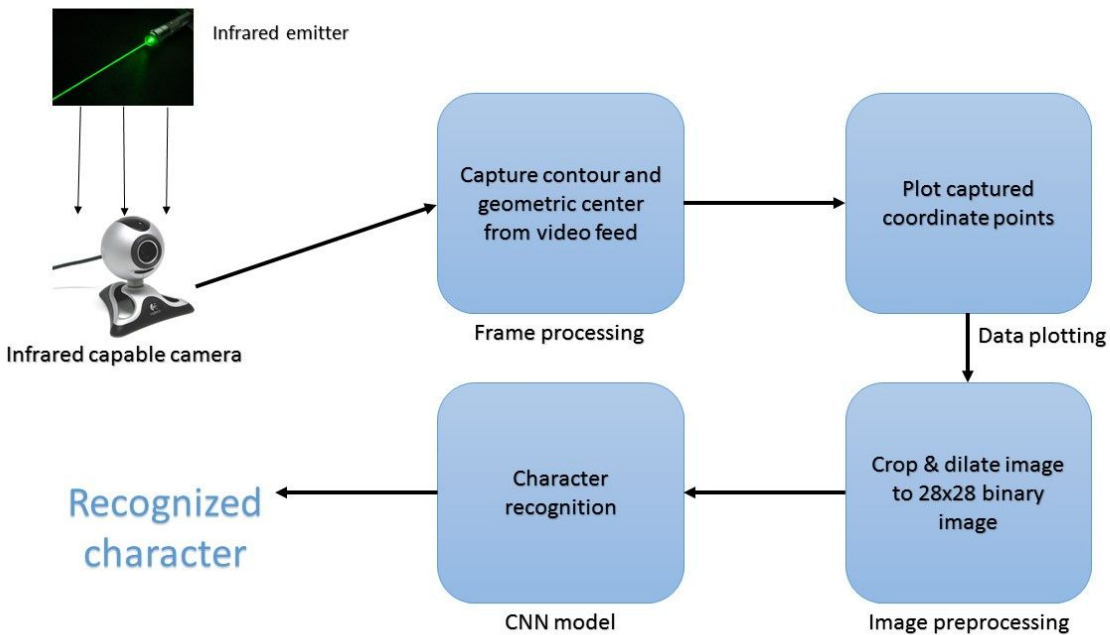 Infrared emitter
Capture contour and
geometric center
from video feed
Plot captured
coordinate points
Frame processing
Data plotting
Infrared capable camera
Crop & dilate image
to 28x28 binary
image
Character
recognition
Recognized
character
CNN model
Image preprocessing